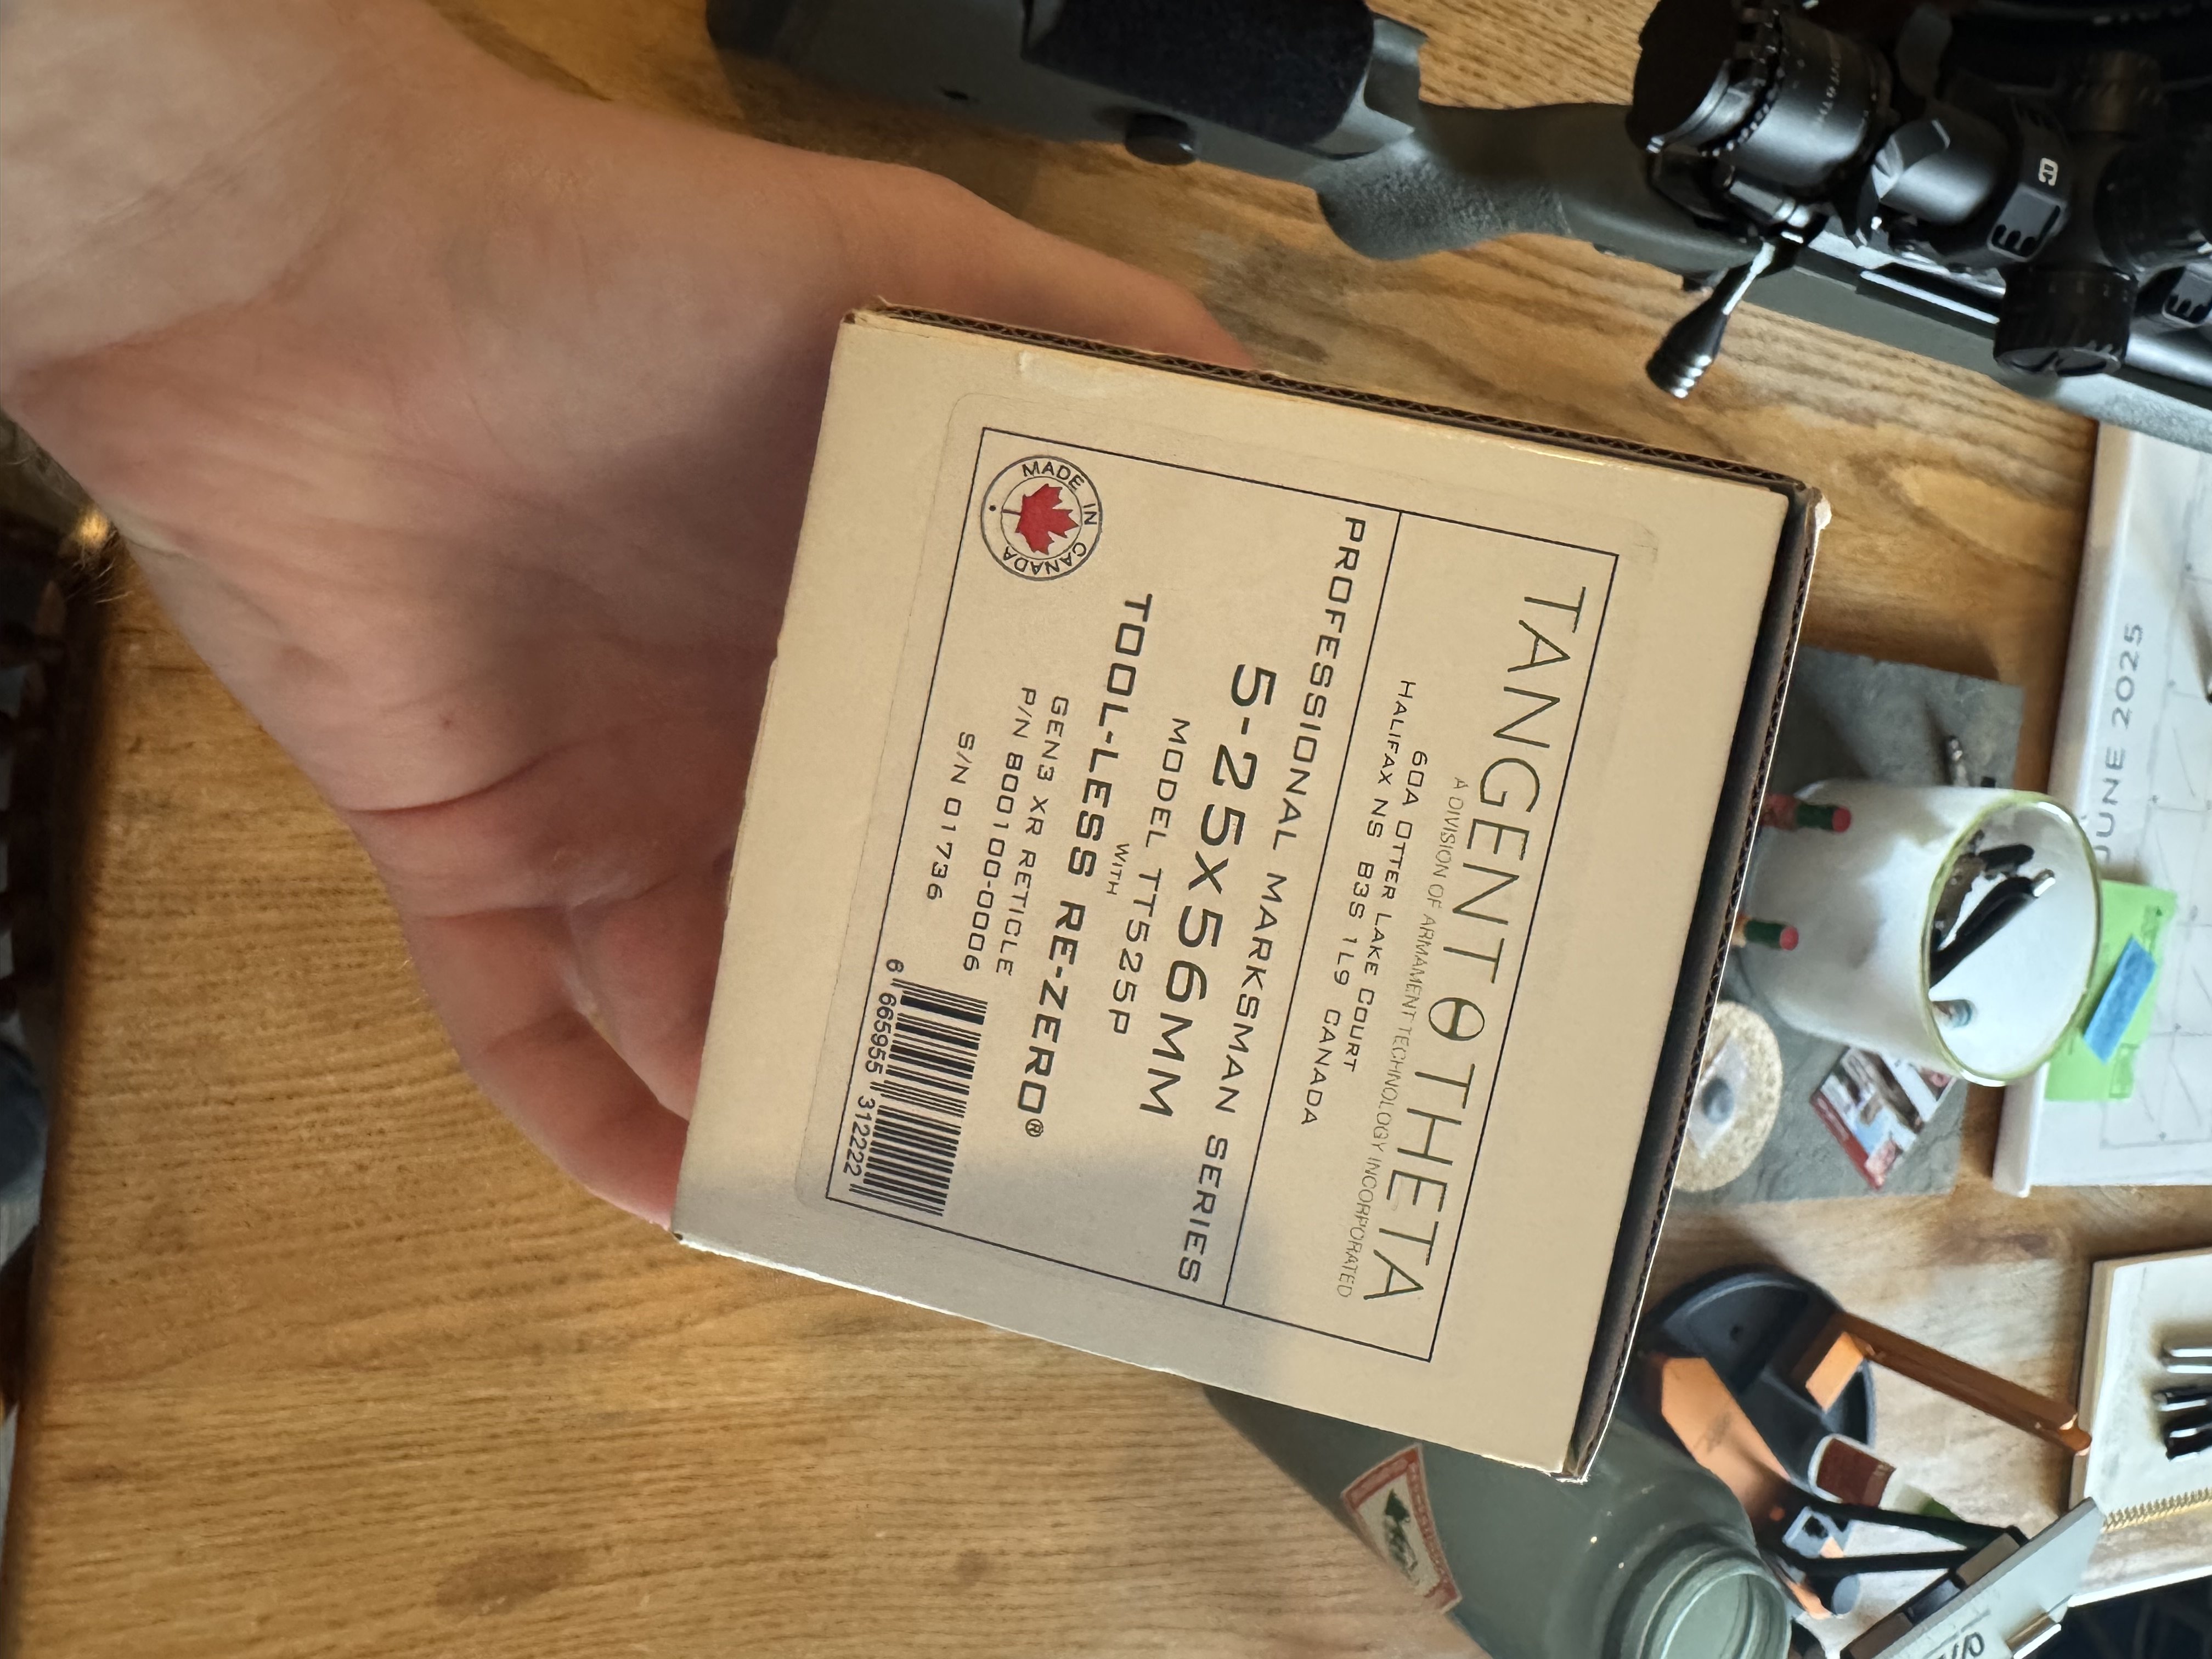 TANGENT θ THETA
A DIVISION OF ARMAMENT TECHNOLOGY INCORPORATED
60A OTTER LAKE COURT
HALIFAX NS B3S 1L9 CANADA
PROFESSIONAL MARKSMAN SERIES
5-25X56MM
MODEL TT525P
WITH
TOOL-LESS RE-ZERO®
GEN3 XR RETICLE
P/N 800100-0006
S/N 01736
MADE IN CANADA
6 665955 312222
JUNE 2025